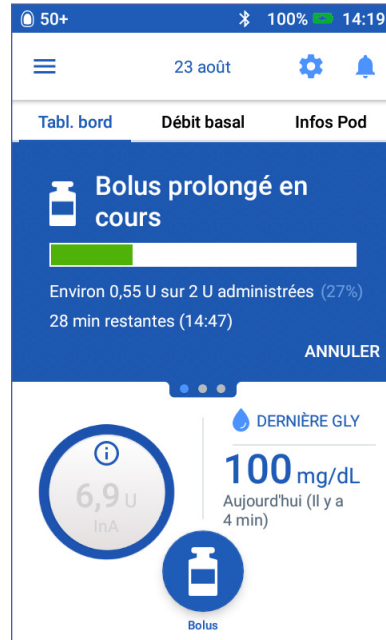 50+ 100% 14:19
23 août
Tabl. bord Débit basal Infos Pod
Bolus prolongé en
cours
Environ 0,55 U sur 2 U administrées (27%)
28 min restantes (14:47)
ANNULER
DERNIÈRE GLY
100 mg/dL
Aujourd'hui (Il y a
4 min)
6,9 U
InA
Bolus